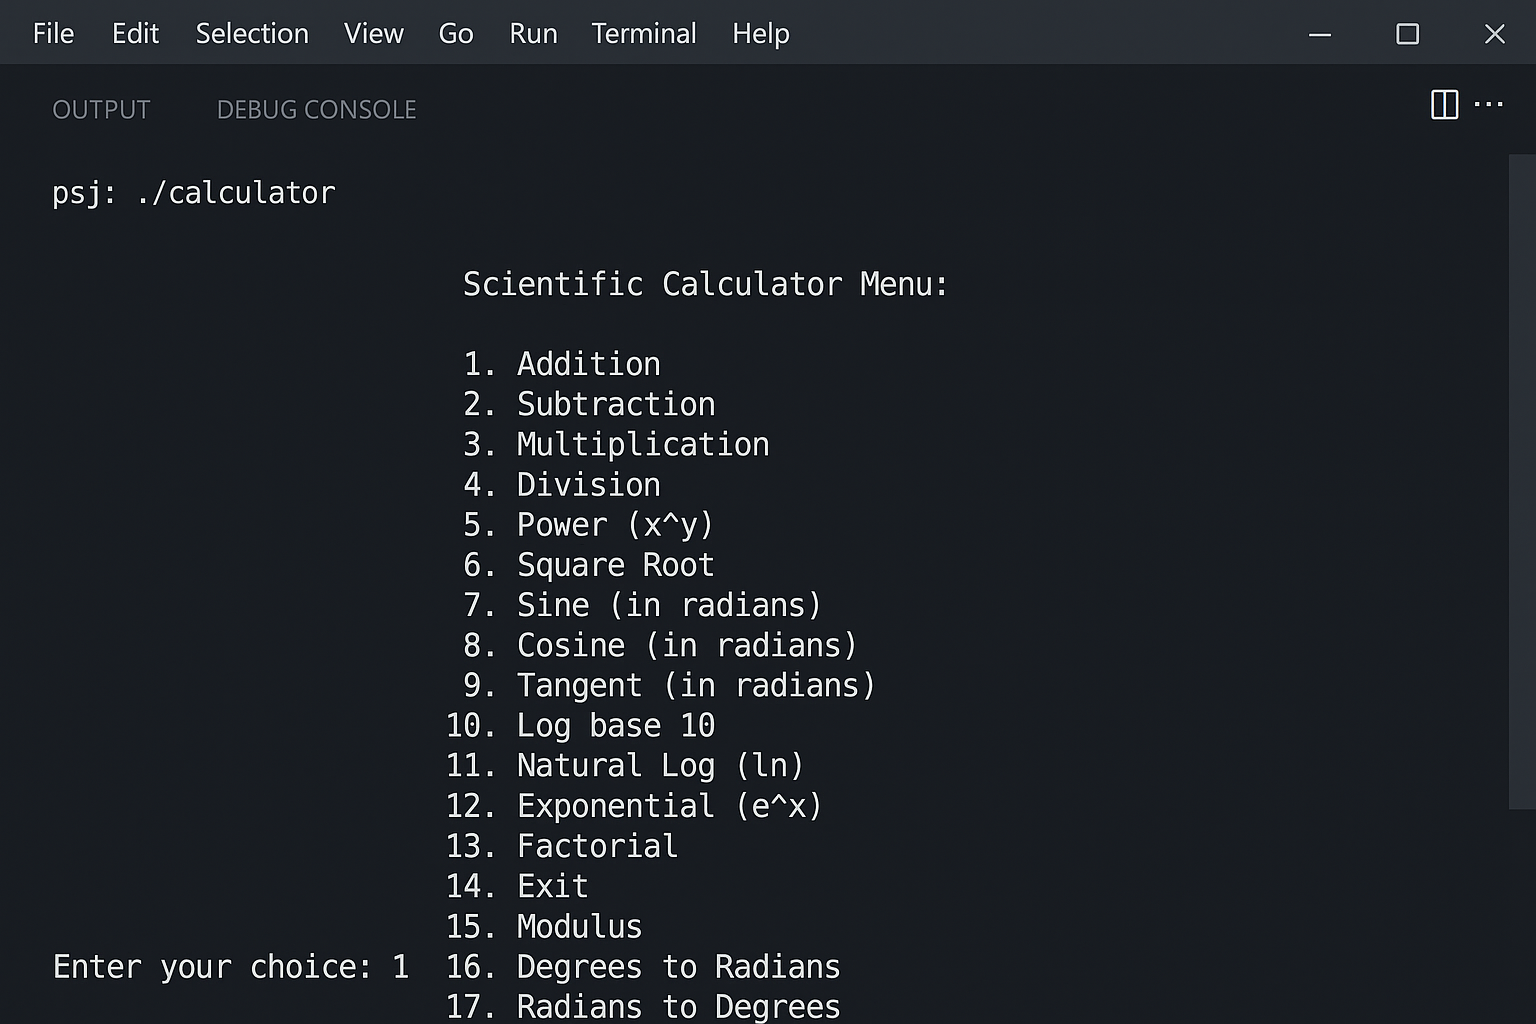 File Edit Selection View Go Run Terminal Help
OUTPUT DEBUG CONSOLE
psj: ./calculator
Scientific Calculator Menu:
1. Addition
2. Subtraction
3. Multiplication
4. Division
5. Power (x^y)
6. Square Root
7. Sine (in radians)
8. Cosine (in radians)
9. Tangent (in radians)
10. Log base 10
11. Natural Log (ln)
12. Exponential (e^x)
13. Factorial
14. Exit
15. Modulus
Enter your choice: 1 16. Degrees to Radians
17. Radians to Degrees